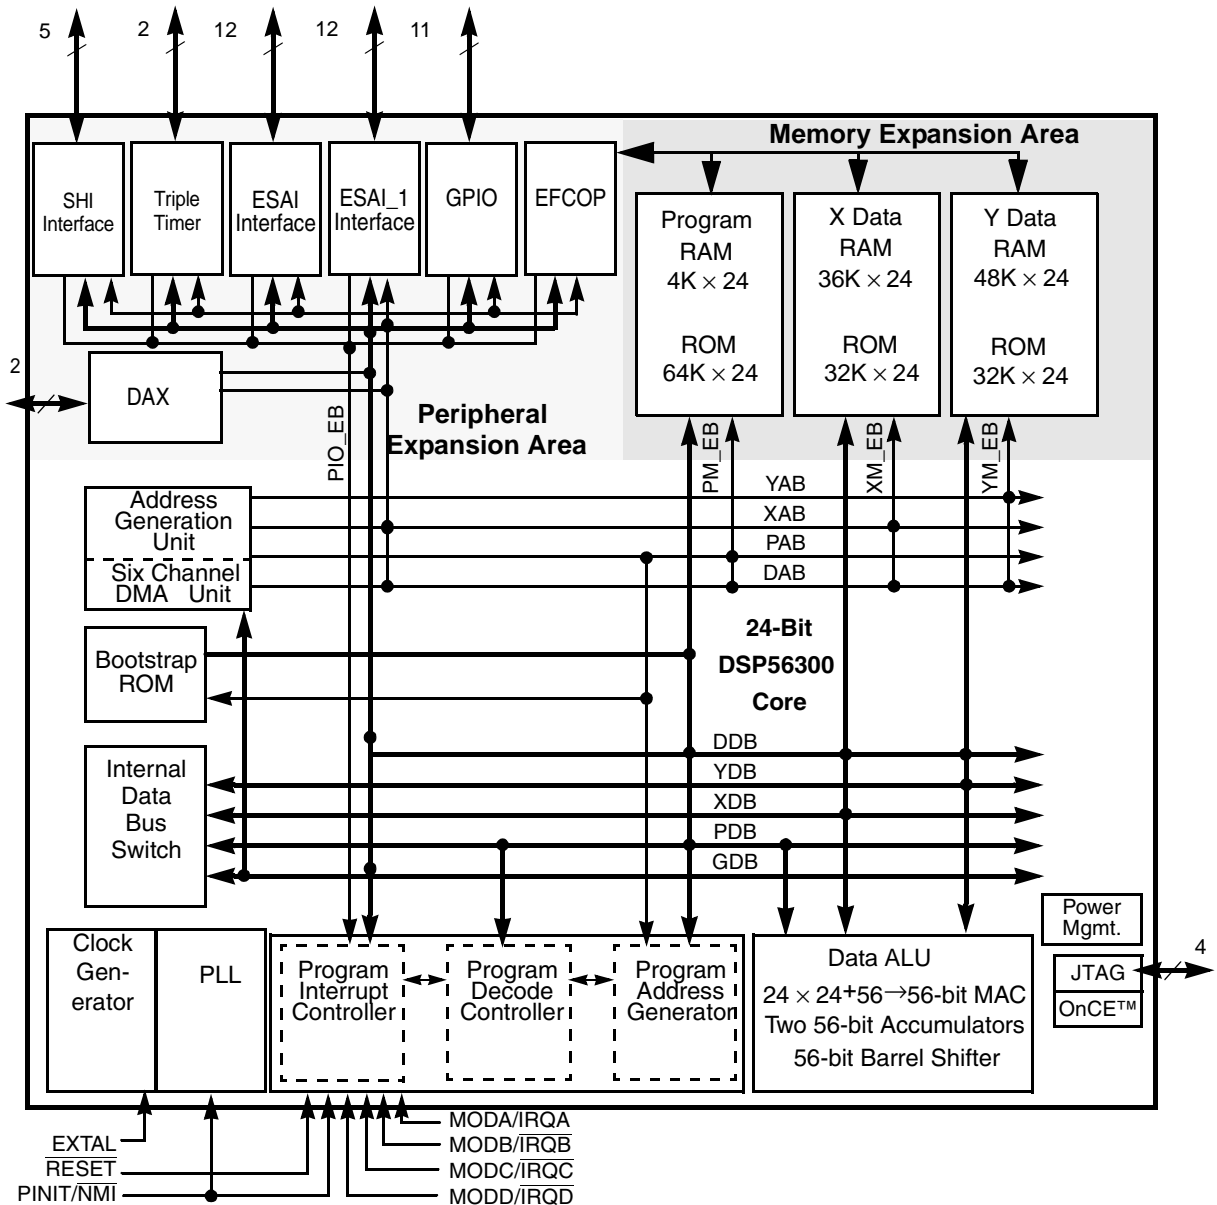 5
2
12
12
11
Memory Expansion Area
SHI
Interface
Triple
Timer
ESAI
Interface
ESAI_1
Interface
GPIO
EFCOP
Program
RAM
4K × 24
ROM
64K × 24
X Data
RAM
36K × 24
ROM
32K × 24
Y Data
RAM
48K × 24
ROM
32K × 24
2
DAX
PIO_EB
Peripheral
Expansion Area
PM_EB
XM_EB
YM_EB
Address
Generation
Unit
Six Channel
DMA Unit
YAB
XAB
PAB
DAB
24-Bit
DSP56300
Core
Bootstrap
ROM
Internal
Data
Bus
Switch
DDB
YDB
XDB
PDB
GDB
Clock
Gen-
erator
PLL
Program
Interrupt
Controller
Program
Decode
Controller
Program
Address
Generator
Data ALU
24 × 24+56→56-bit MAC
Two 56-bit Accumulators
56-bit Barrel Shifter
Power
Mgmt.
JTAG
OnCE™
4
EXTAL
RESET
PINIT/NMI
MODA/IRQA
MODB/IRQB
MODC/IRQC
MODD/IRQD